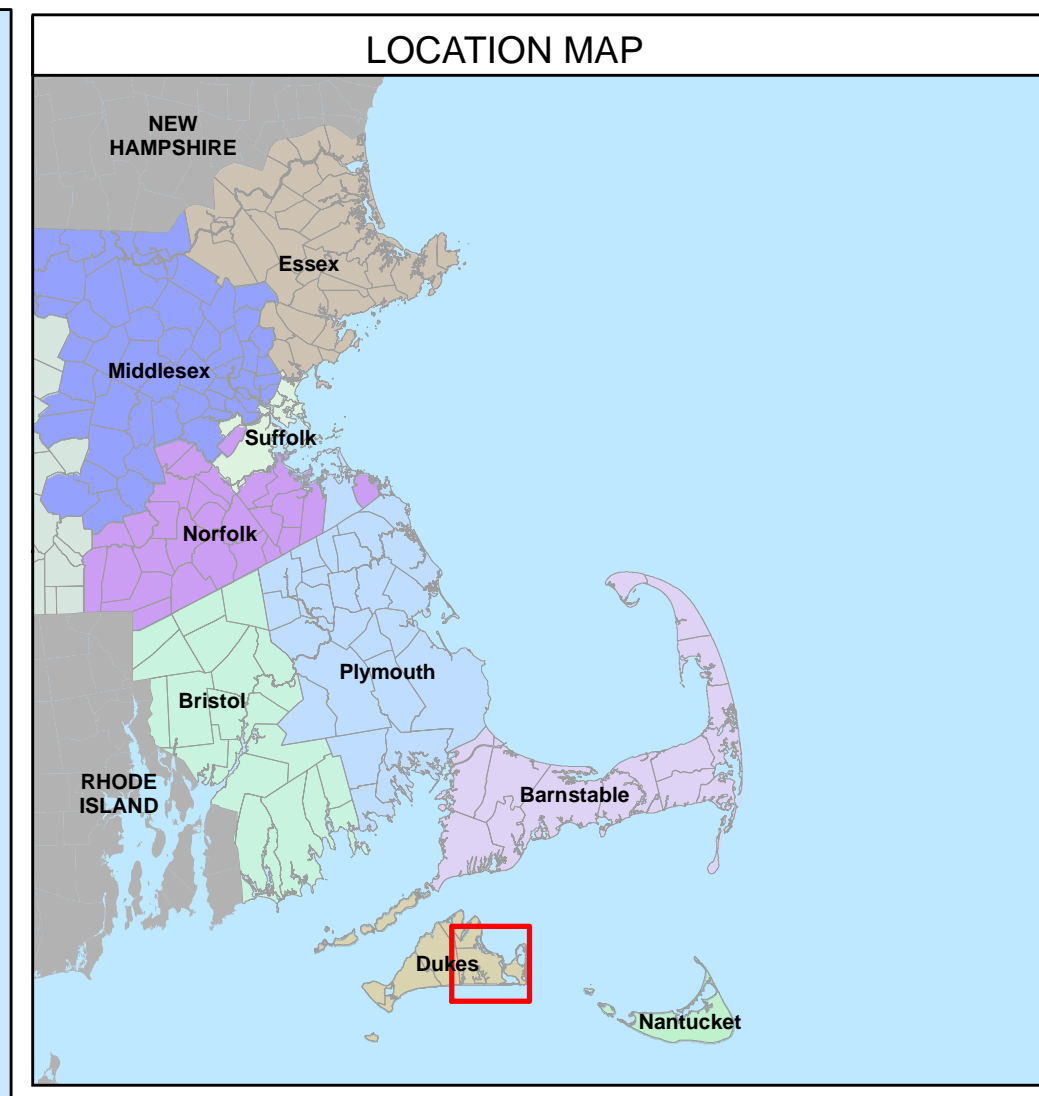 LOCATION MAP
NEW
HAMPSHIRE
Essex
Middlesex
Suffolk
Norfolk
Plymouth
Bristol
RHODE
ISLAND
Barnstable
Dukes
Nantucket